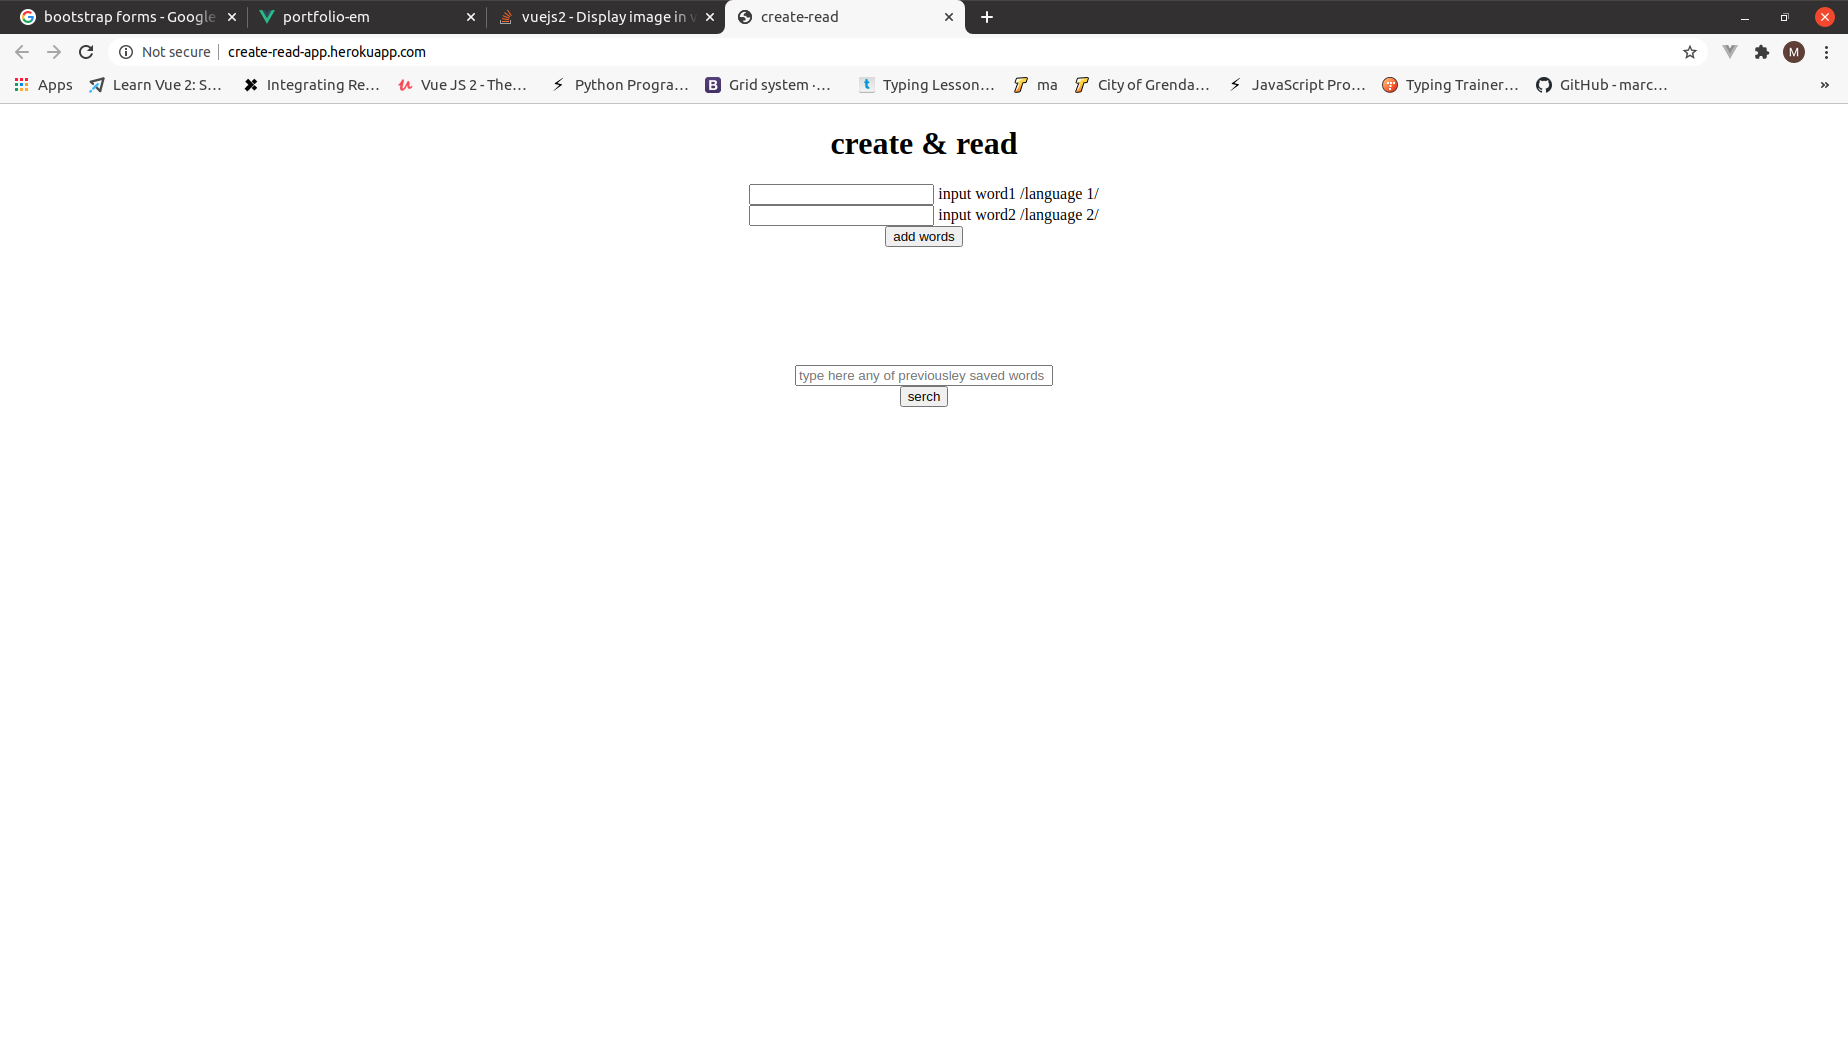 bootstrap forms - Google portfolio-em vuejs2 - Display image in v create-read
Not secure create-read-app.herokuapp.com M
Apps Learn Vue 2: S... Integrating Re... Vue JS 2 - The... Python Progra... B Grid system ·... t Typing Lesson... ma City of Grenda... JavaScript Pro... Typing Trainer... GitHub - marc... »
create & read
input word1 /language 1/
input word2 /language 2/
add words
type here any of previousley saved words
serch